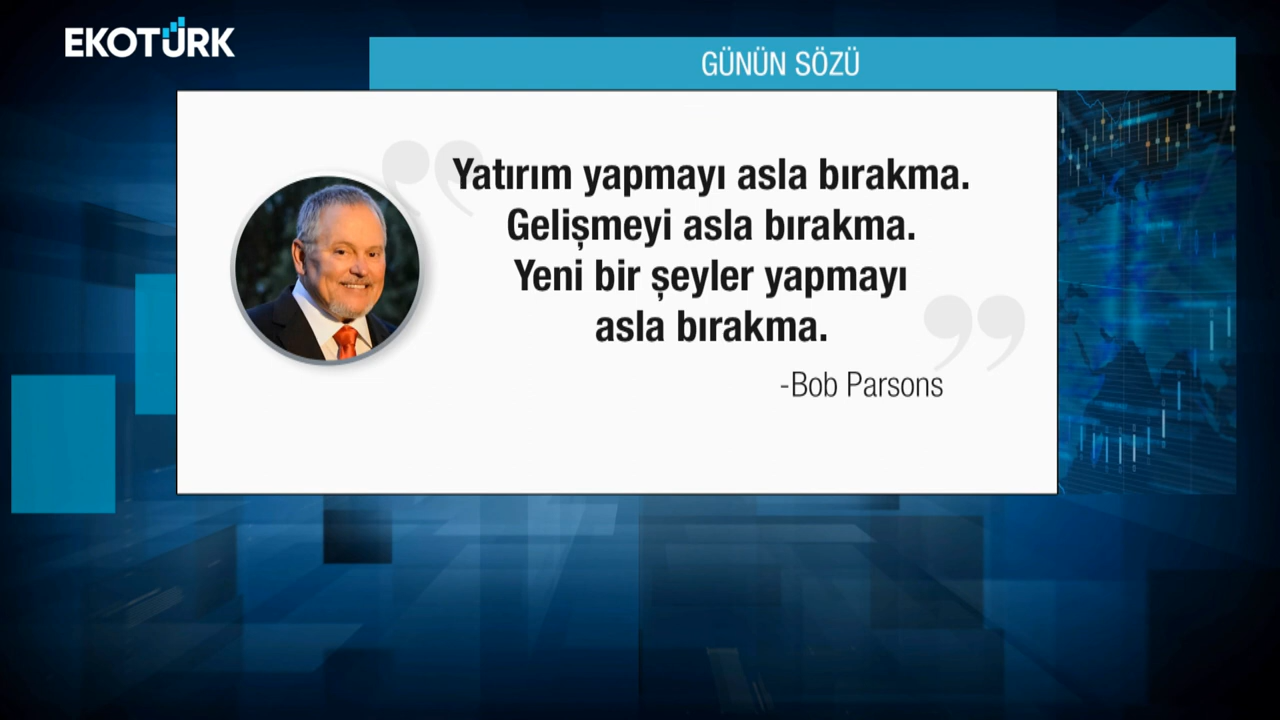 EKOTÜRK
GÜNÜN SÖZÜ
Yatırım yapmayı asla bırakma.
Gelişmeyi asla bırakma.
Yeni bir şeyler yapmayı
asla bırakma.
-Bob Parsons